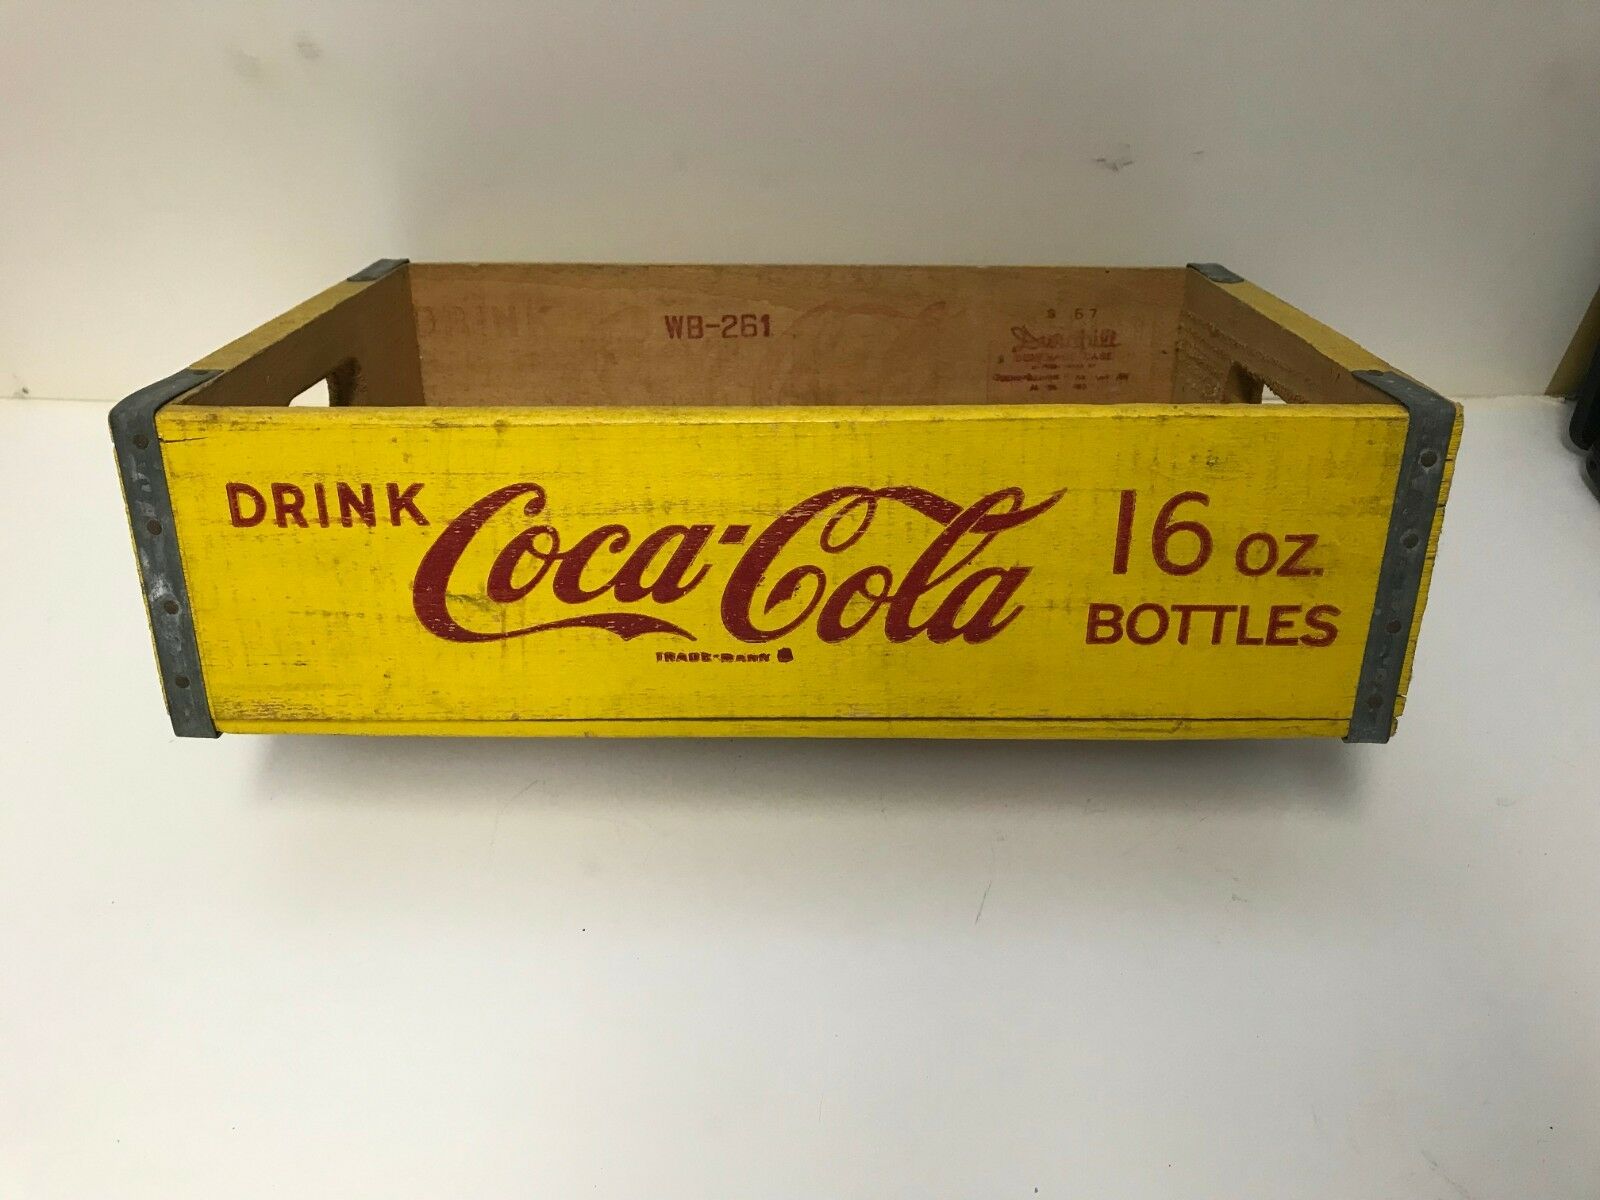 WB-261
S 67
DRINK Coca-Cola 16 oz.
BOTTLES
TRADE-MARK ®